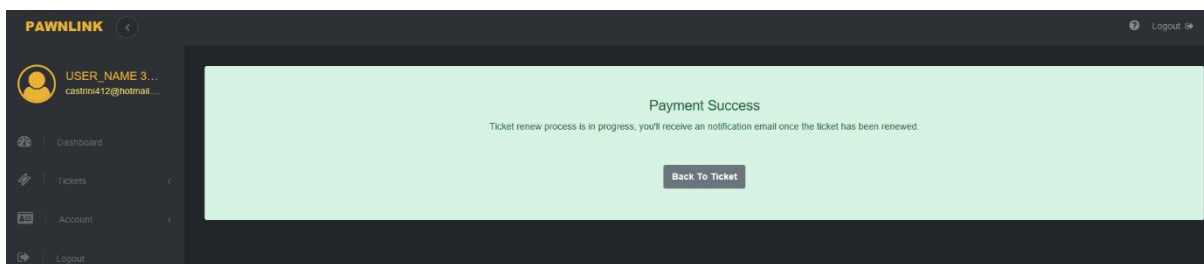 PAWNLINK
Logout
USER_NAME 3...
castrini412@hotmail....
Dashboard
Tickets
Account
Logout
Payment Success
Ticket renew process is in progress, you'll receive an notification email once the ticket has been renewed.
Back To Ticket